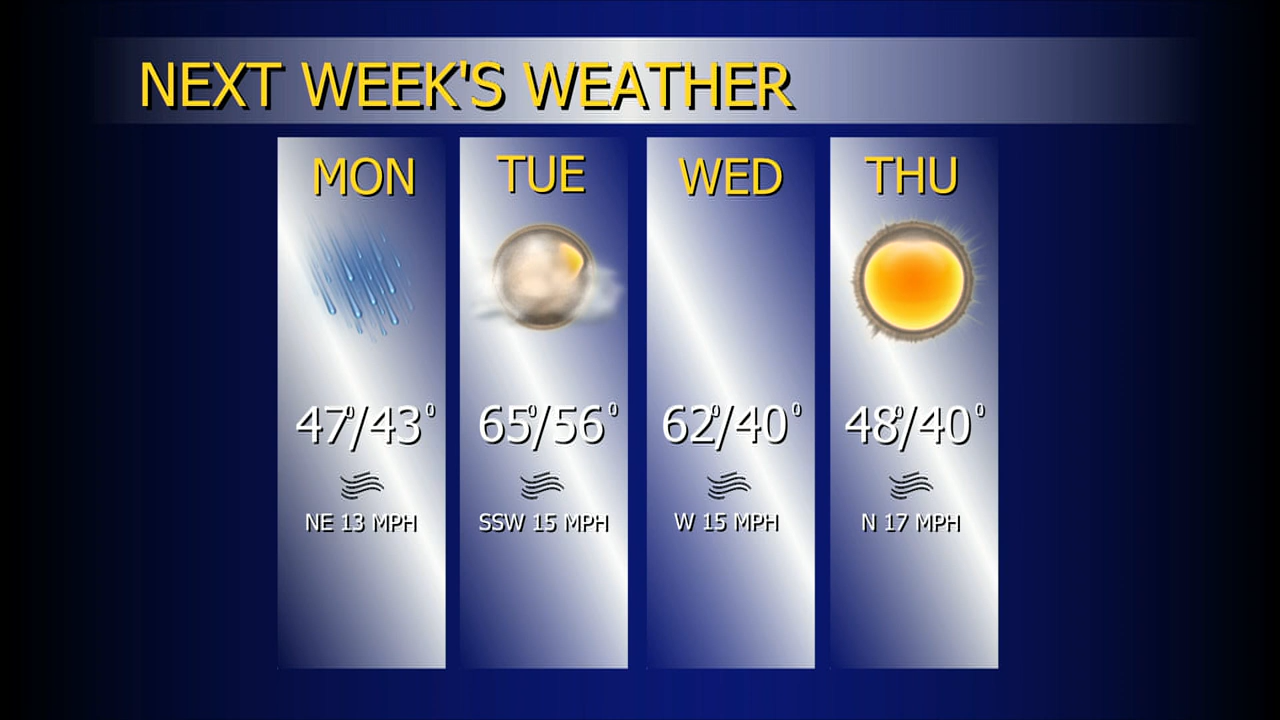 NEXT WEEK'S WEATHER
MON
47°/43°
NE 13 MPH
TUE
65°/56°
SSW 15 MPH
WED
62°/40°
W 15 MPH
THU
48°/40°
N 17 MPH